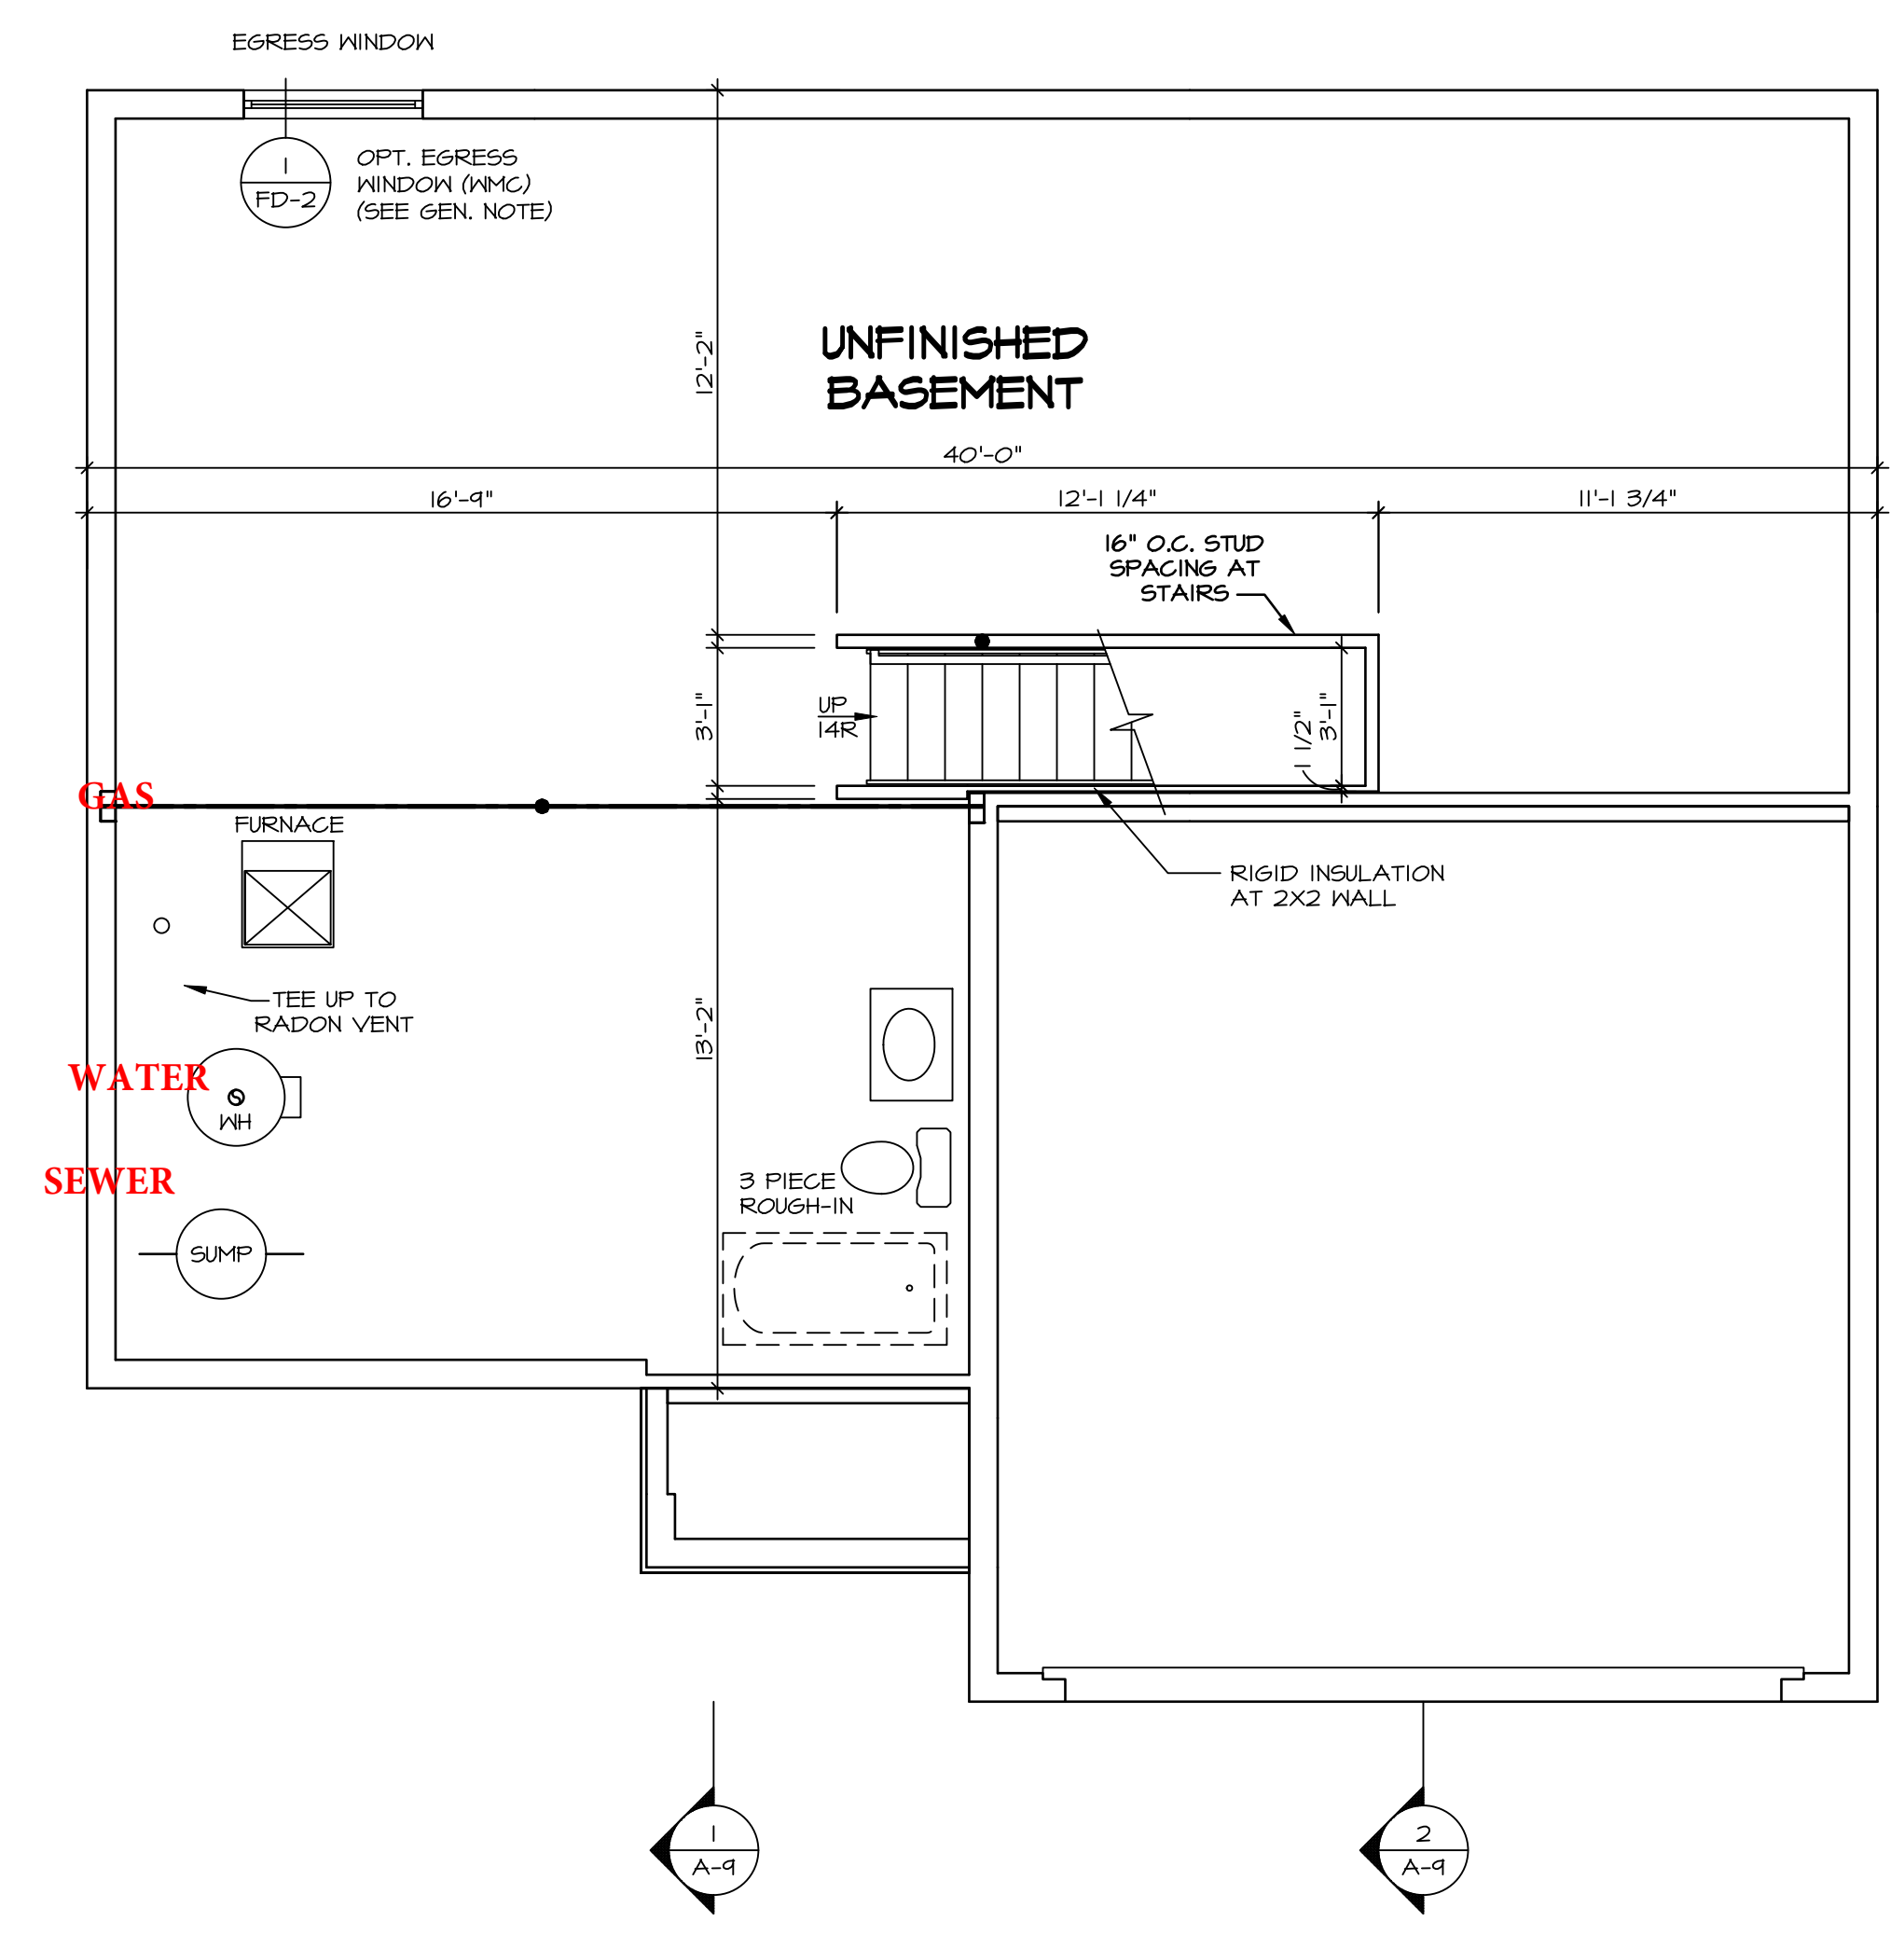 EGRESS WINDOW
1
FD-2
OPT. EGRESS
WINDOW (WMC)
(SEE GEN. NOTE)
12'-2"
UNFINISHED
BASEMENT
40'-0"
16'-9"
12'-1 1/4"
11'-1 3/4"
16" O.C. STUD
SPACING AT
STAIRS
3'-1"
UP
14R
1 1/2"
3'-1"
GAS
FURNACE
RIGID INSULATION
AT 2X2 WALL
TEE UP TO
RADON VENT
13'-2"
WATER
WH
SEWER
3 PIECE
ROUGH-IN
SUMP
1
A-9
2
A-9